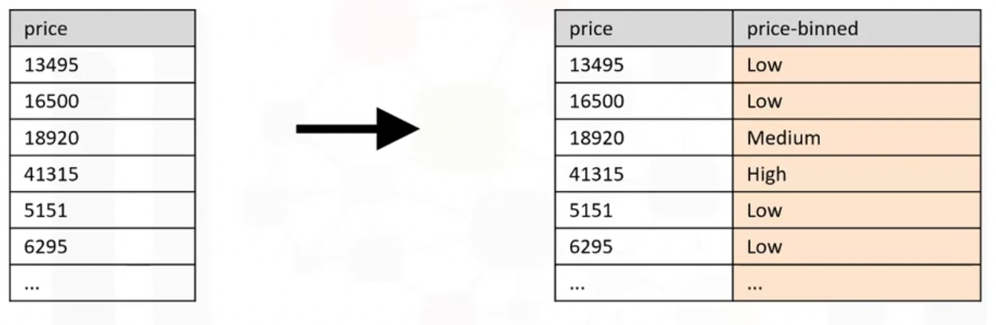 price
13495
16500
18920
41315
5151
6295
...
price price-binned
13495 Low
16500 Low
18920 Medium
41315 High
5151 Low
6295 Low
... ...